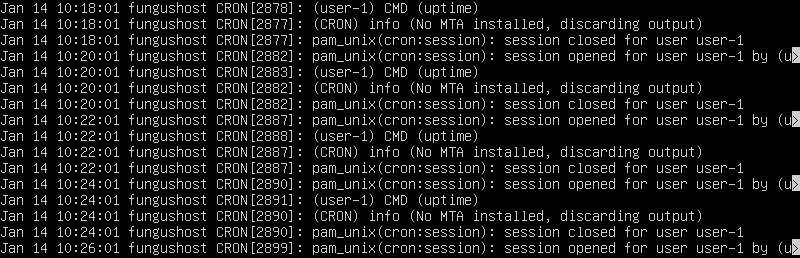 Jan 14 10:18:01 fungushost CRON[2878]: (user-1) CMD (uptime)
Jan 14 10:18:01 fungushost CRON[2877]: (CRON) info (No MTA installed, discarding output)
Jan 14 10:18:01 fungushost CRON[2877]: pam_unix(cron:session): session closed for user user-1
Jan 14 10:20:01 fungushost CRON[2882]: pam_unix(cron:session): session opened for user user-1 by (u>
Jan 14 10:20:01 fungushost CRON[2883]: (user-1) CMD (uptime)
Jan 14 10:20:01 fungushost CRON[2882]: (CRON) info (No MTA installed, discarding output)
Jan 14 10:20:01 fungushost CRON[2882]: pam_unix(cron:session): session closed for user user-1
Jan 14 10:22:01 fungushost CRON[2887]: pam_unix(cron:session): session opened for user user-1 by (u>
Jan 14 10:22:01 fungushost CRON[2888]: (user-1) CMD (uptime)
Jan 14 10:22:01 fungushost CRON[2887]: (CRON) info (No MTA installed, discarding output)
Jan 14 10:22:01 fungushost CRON[2887]: pam_unix(cron:session): session closed for user user-1
Jan 14 10:24:01 fungushost CRON[2890]: pam_unix(cron:session): session opened for user user-1 by (u>
Jan 14 10:24:01 fungushost CRON[2891]: (user-1) CMD (uptime)
Jan 14 10:24:01 fungushost CRON[2890]: (CRON) info (No MTA installed, discarding output)
Jan 14 10:24:01 fungushost CRON[2890]: pam_unix(cron:session): session closed for user user-1
Jan 14 10:26:01 fungushost CRON[2899]: pam_unix(cron:session): session opened for user user-1 by (u>